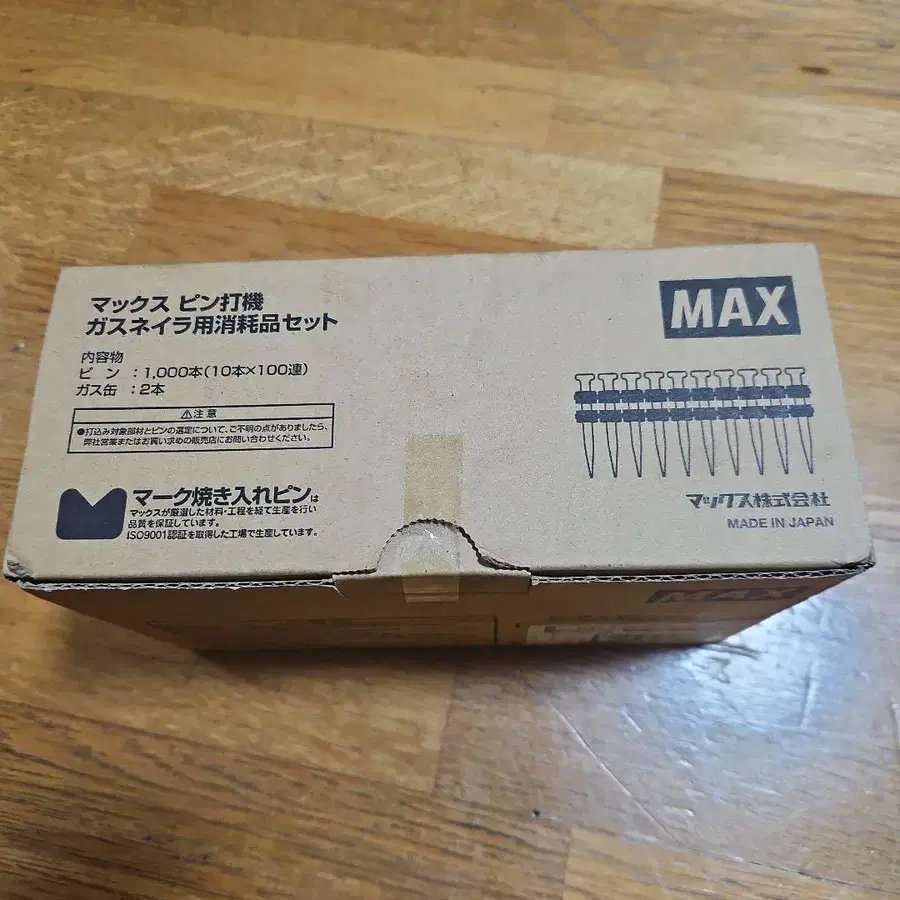 マックス ピン打機
ガスネイラ用消耗品セット
内容物
ピン : 1,000本(10本×100連)
ガス缶 : 2本
⚠注意
●打込み対象部材とピンの選定について、ご不明の点がありましたら、
弊社営業またはお買い求めの販売店にお問い合わせください。
マーク焼き入れピンは
マックスが厳選した材料・工程を経て生産を行い
品質を保証しています。
ISO9001認証を取得した工場で生産しています。
MAX
マックス株式会社
MADE IN JAPAN
MAX